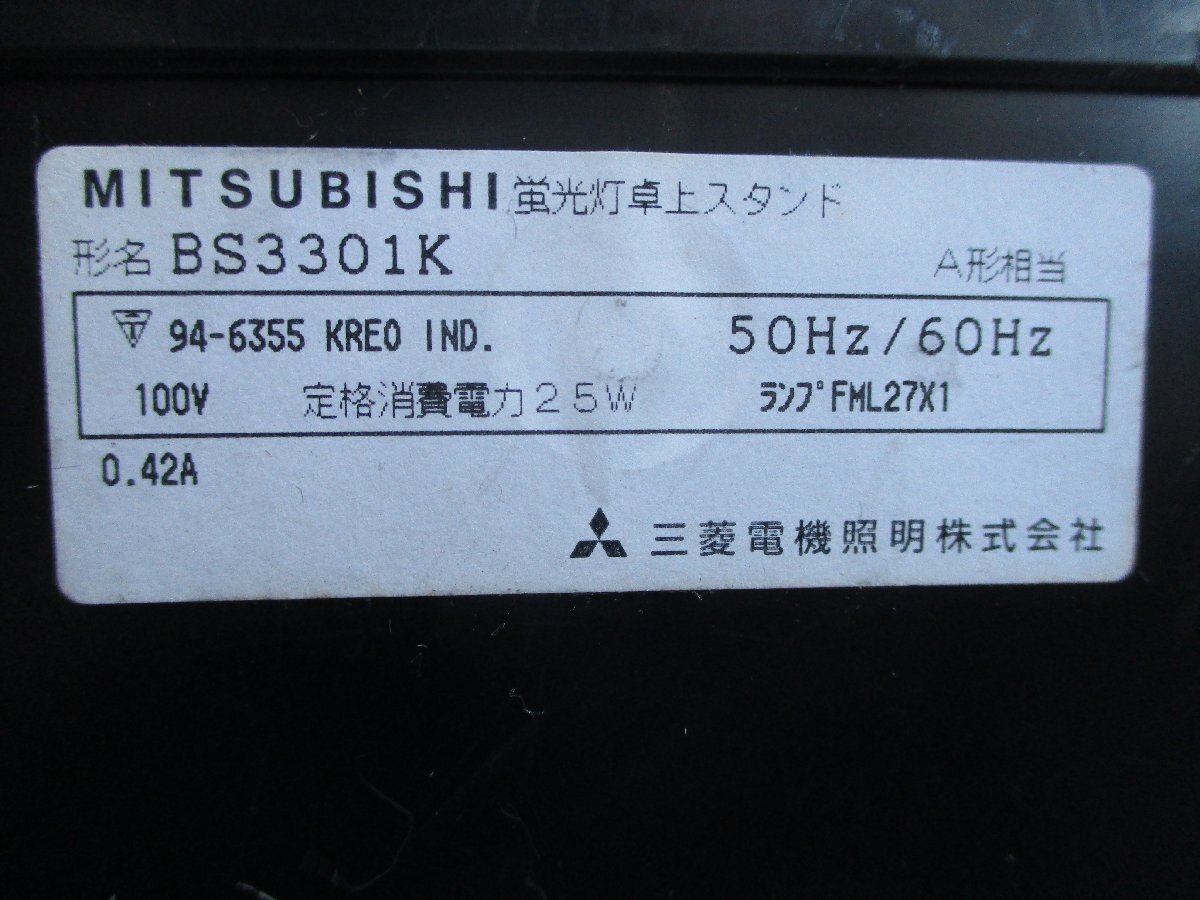 MITSUBISHI 蛍光灯卓上スタンド
形名 BS3301K A形相当
94-6355 KREO IND. 50Hz/60Hz
100V 定格消費電力25W ランプFML27X1
0.42A
三菱電機照明株式会社